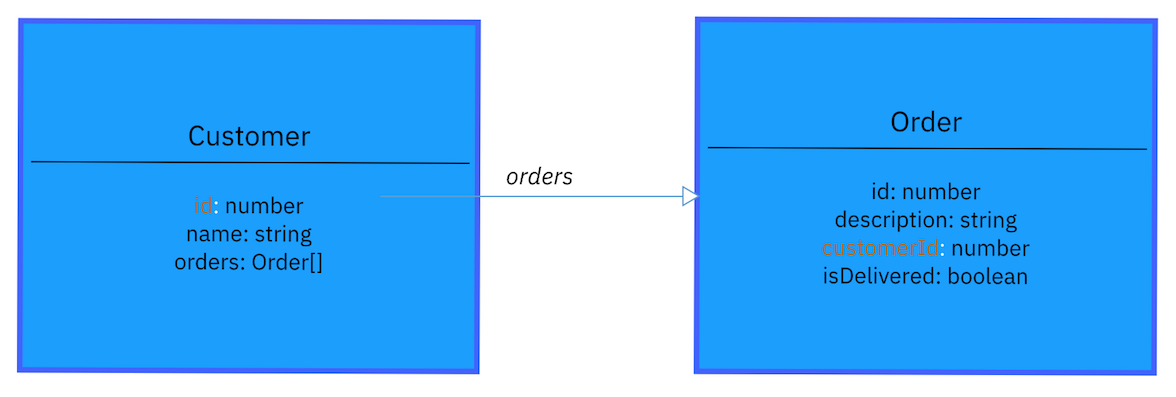 Customer
id: number
name: string
orders: Order[]
orders
Order
id: number
description: string
customerId: number
isDelivered: boolean